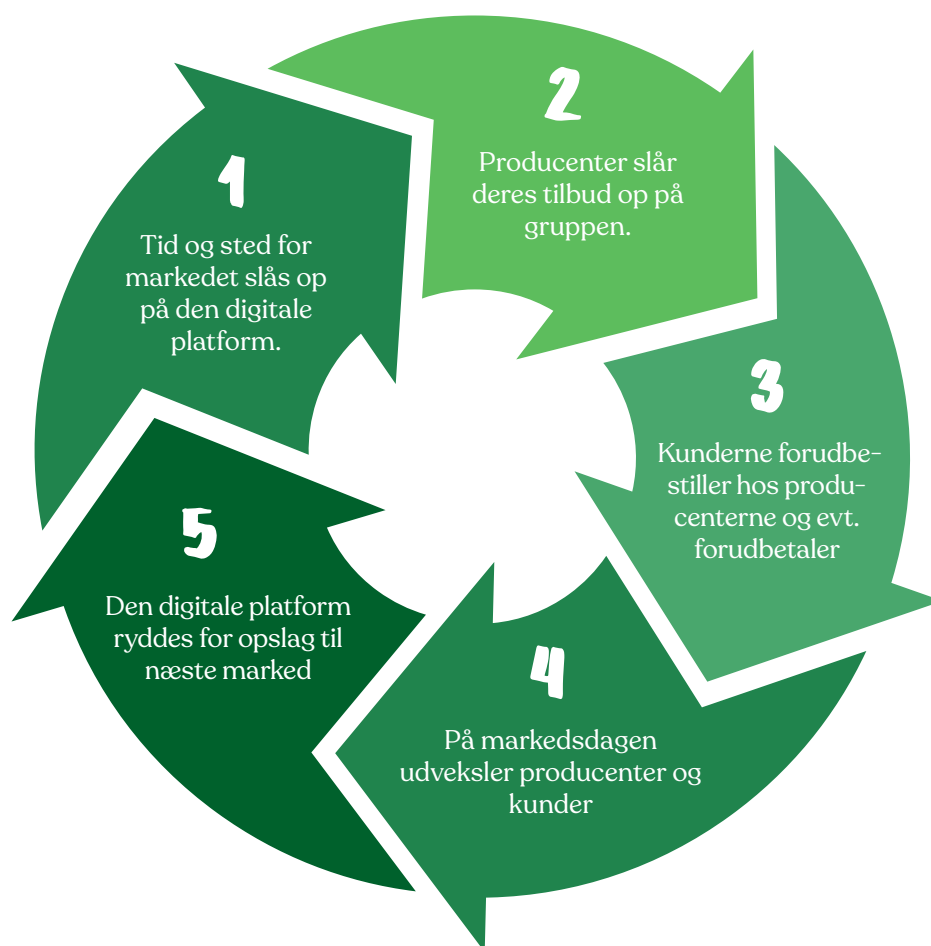 1
Tid og sted for
markedet slås op
på den digitale
platform.
2
Producenter slår
deres tilbud op på
gruppen.
3
Kunderne forudbe-
stiller hos produ-
centerne og evt.
forudbetaler
4
På markedsdagen
udveksler producenter og
kunder
5
Den digitale platform
ryddes for opslag til
næste marked